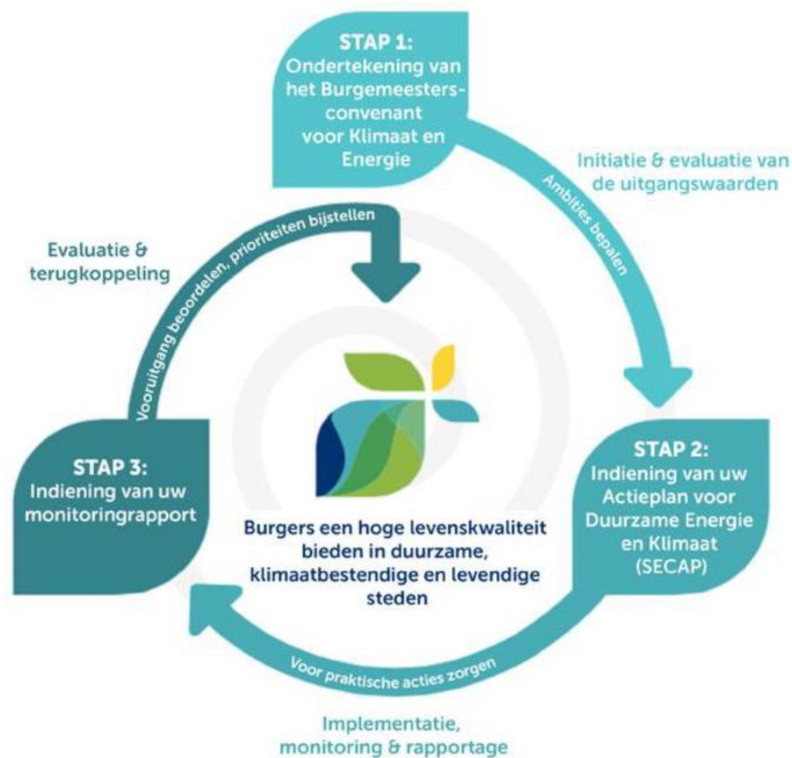 STAP 1:
Ondertekening van
het Burgemeesters-
convenant
voor Klimaat en
Energie
Ambities bepalen
Initiatie & evaluatie van
de uitgangswaarden
STAP 2:
Indiening van uw
Actieplan voor
Duurzame Energie
en Klimaat
(SECAP)
Voor praktische acties zorgen
Implementatie,
monitoring & rapportage
STAP 3:
Indiening van uw
monitoringrapport
Vooruitgang beoordelen, prioriteiten bijstellen
Evaluatie &
terugkoppeling
Burgers een hoge levenskwaliteit
bieden in duurzame,
klimaatbestendige en levendige
steden